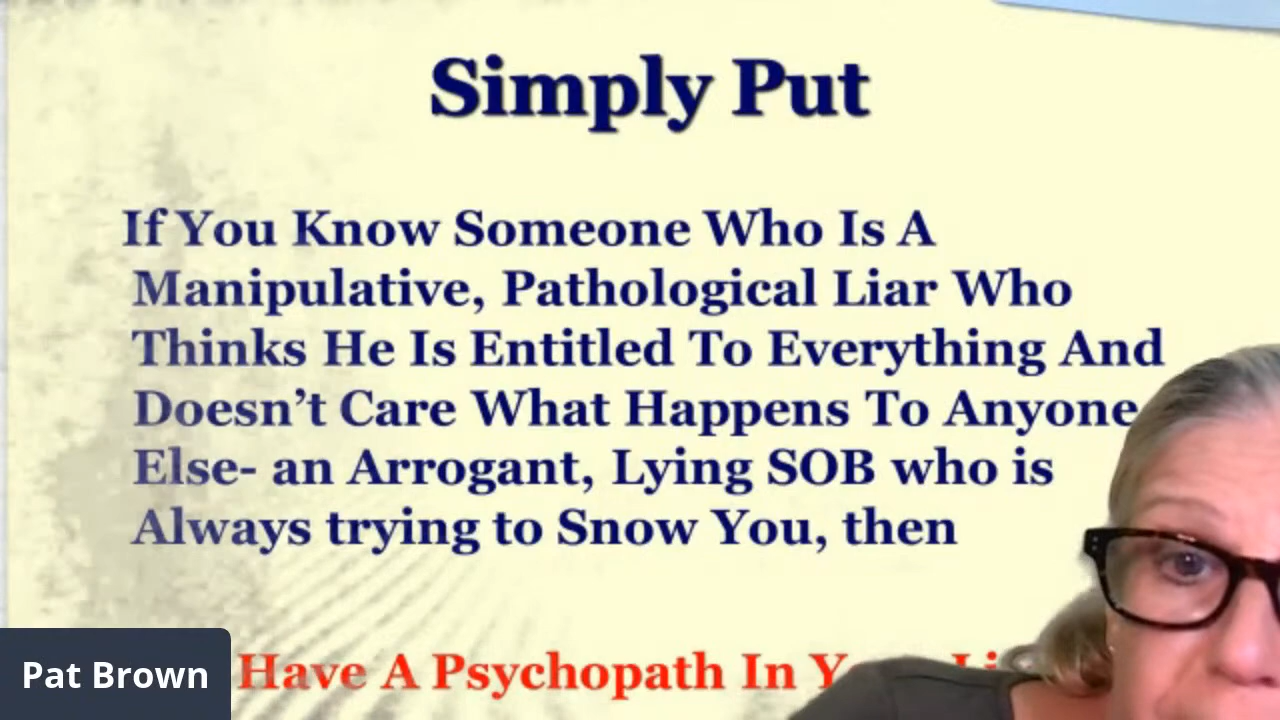 Simply Put
If You Know Someone Who Is A
Manipulative, Pathological Liar Who
Thinks He Is Entitled To Everything And
Doesn't Care What Happens To Anyone
Else- an Arrogant, Lying SOB who is
Always trying to Snow You, then
Have A Psychopath In
Pat Brown